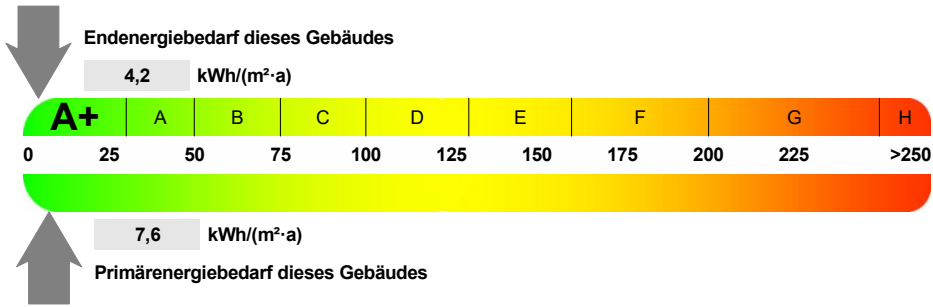 Endenergiebedarf dieses Gebäudes
4,2 kWh/(m²·a)
A+ A B C D E F G H
0 25 50 75 100 125 150 175 200 225 >250
7,6 kWh/(m²·a)
Primärenergiebedarf dieses Gebäudes